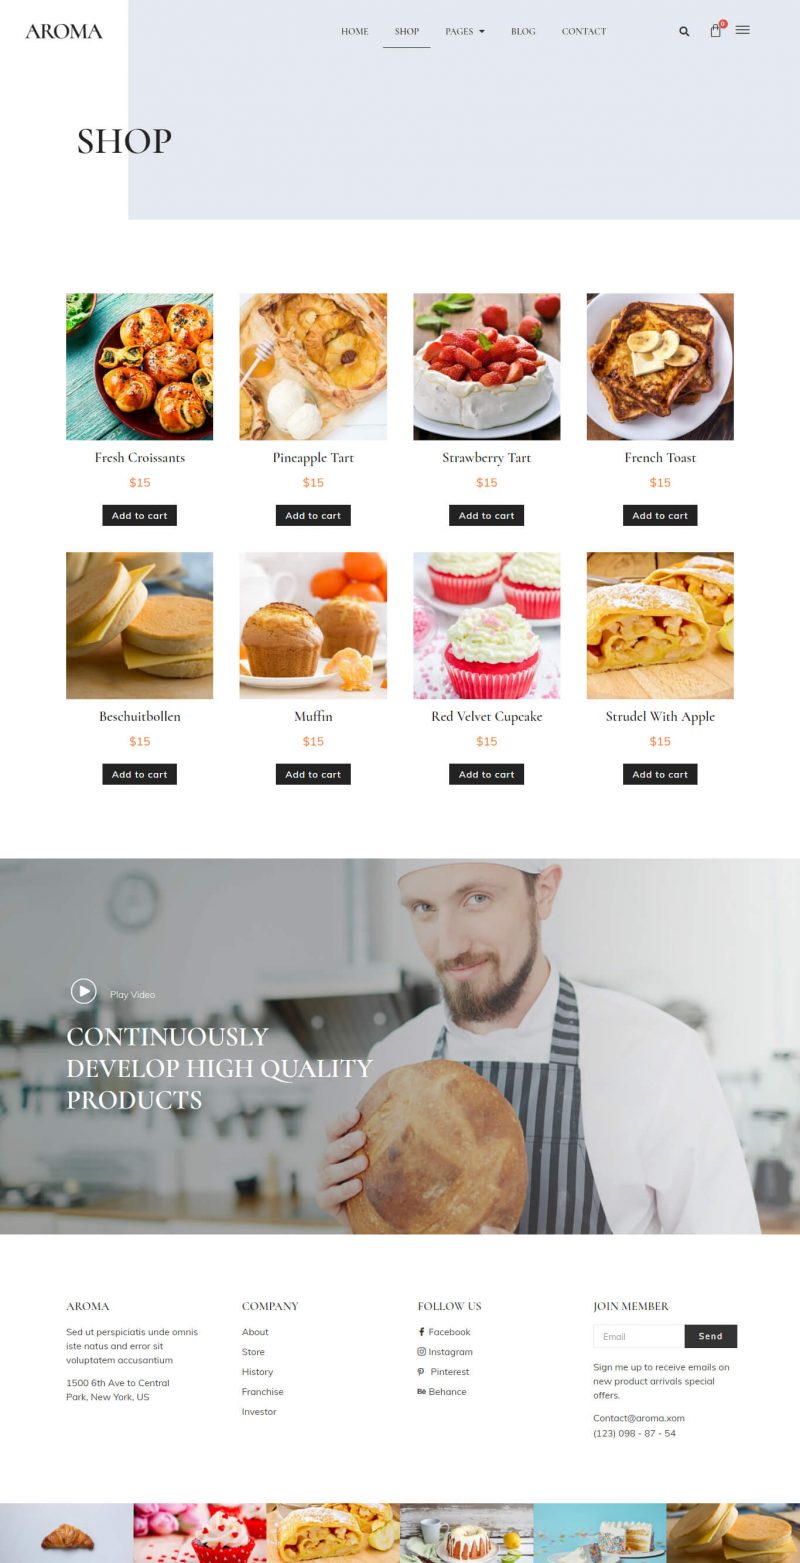 AROMA
HOME SHOP PAGES BLOG CONTACT
0
SHOP
Fresh Croissants
$15
Add to cart
Pineapple Tart
$15
Add to cart
Strawberry Tart
$15
Add to cart
French Toast
$15
Add to cart
Beschuitbollen
$15
Add to cart
Muffin
$15
Add to cart
Red Velvet Cupcake
$15
Add to cart
Strudel With Apple
$15
Add to cart
Play Video
CONTINUOUSLY
DEVELOP HIGH QUALITY
PRODUCTS
AROMA
Sed ut perspiciatis unde omnis
iste natus and error sit
voluptatem accusantium
1500 6th Ave to Central
Park, New York, US
COMPANY
About
Store
History
Franchise
Investor
FOLLOW US
Facebook
Instagram
Pinterest
Bē Behance
JOIN MEMBER
Email
Send
Sign me up to receive emails on
new product arrivals special
offers.
Contact@aroma.xom
(123) 098 - 87 - 54